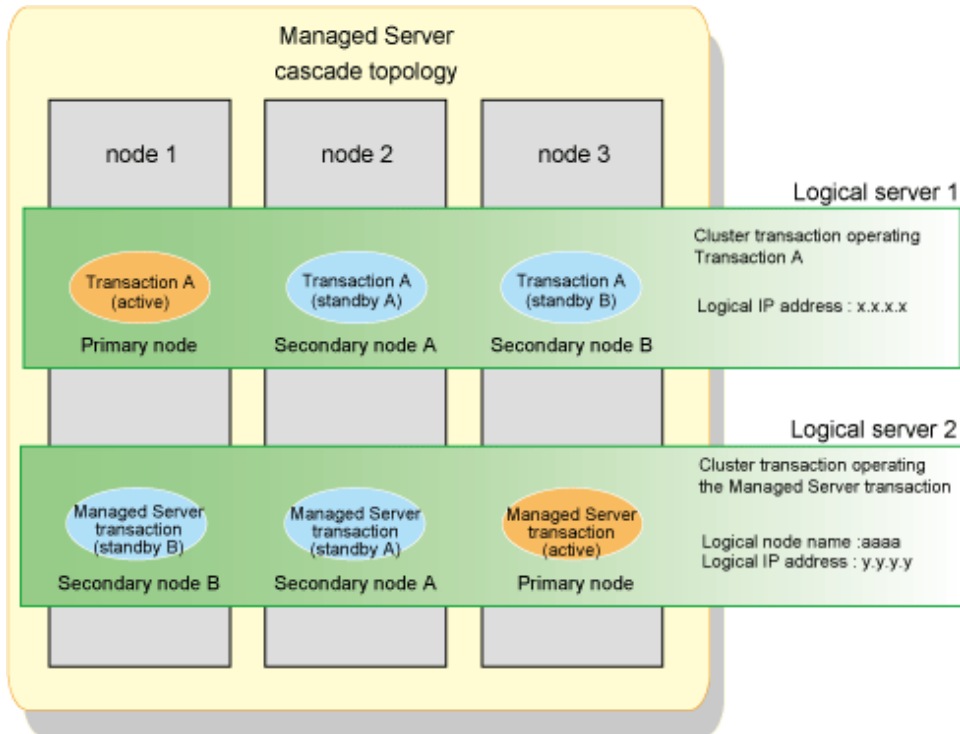 Managed Server
cascade topology
node 1
node 2
node 3
Logical server 1
Cluster transaction operating
Transaction A
Logical IP address : x.x.x.x
Transaction A
(active)
Primary node
Transaction A
(standby A)
Secondary node A
Transaction A
(standby B)
Secondary node B
Logical server 2
Cluster transaction operating
the Managed Server transaction
Logical node name :aaaa
Logical IP address : y.y.y.y
Managed Server
transaction
(standby B)
Secondary node B
Managed Server
transaction
(standby A)
Secondary node A
Managed Server
transaction
(active)
Primary node